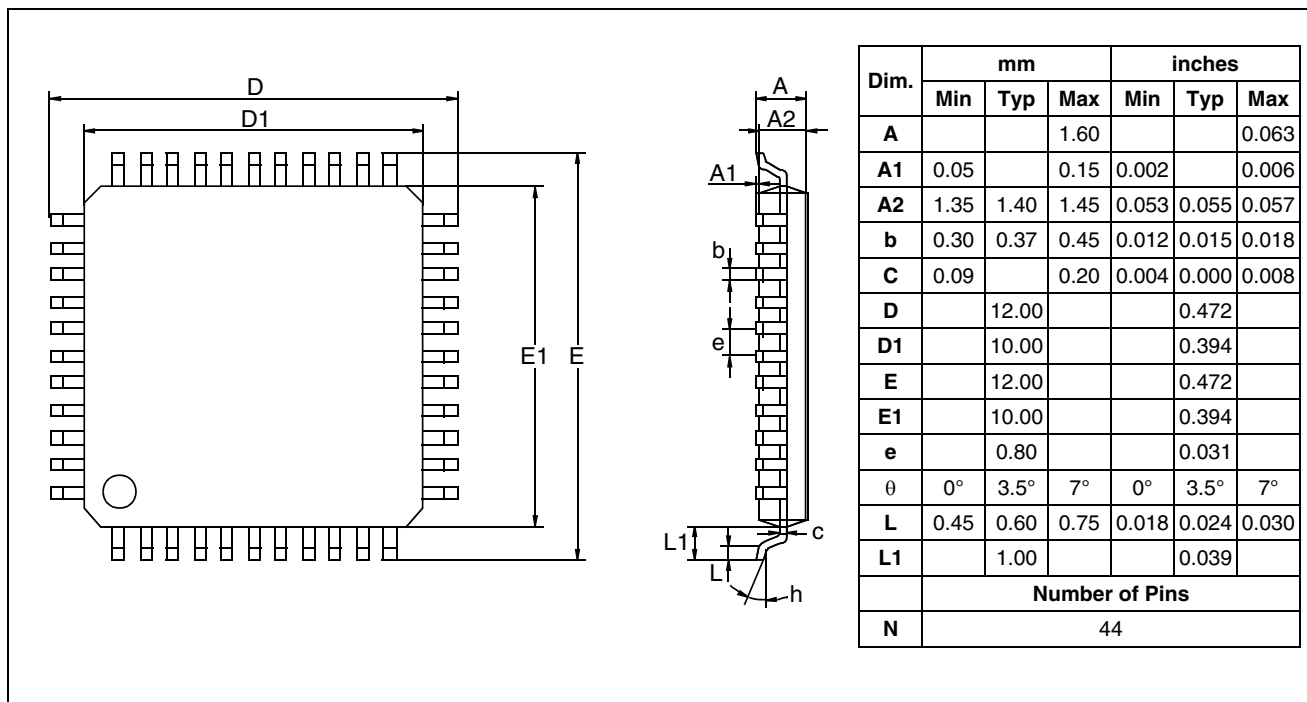 D
D1
A
A2
A1
b
e
E1
E
L1
c
L
h
Dim. mm inches
Min Typ Max Min Typ Max
A 1.60 0.063
A1 0.05 0.15 0.002 0.006
A2 1.35 1.40 1.45 0.053 0.055 0.057
b 0.30 0.37 0.45 0.012 0.015 0.018
C 0.09 0.20 0.004 0.000 0.008
D 12.00 0.472
D1 10.00 0.394
E 12.00 0.472
E1 10.00 0.394
e 0.80 0.031
θ 0° 3.5° 7° 0° 3.5° 7°
L 0.45 0.60 0.75 0.018 0.024 0.030
L1 1.00 0.039
Number of Pins
N 44